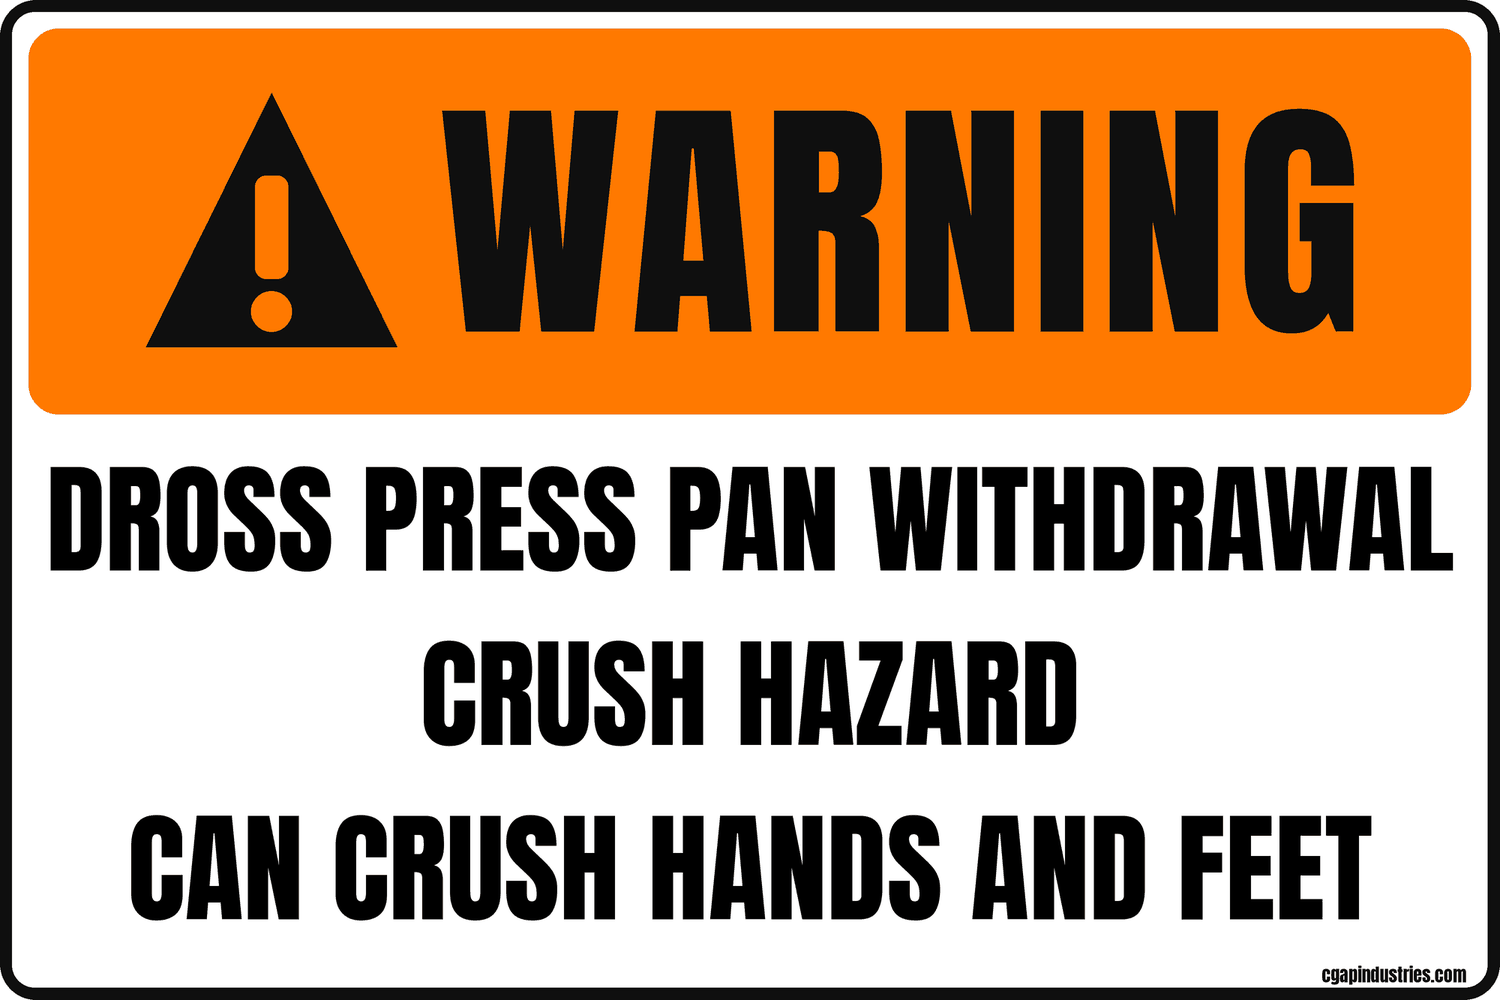 WARNING
DROSS PRESS PAN WITHDRAWAL
CRUSH HAZARD
CAN CRUSH HANDS AND FEET
cgapindustries.com